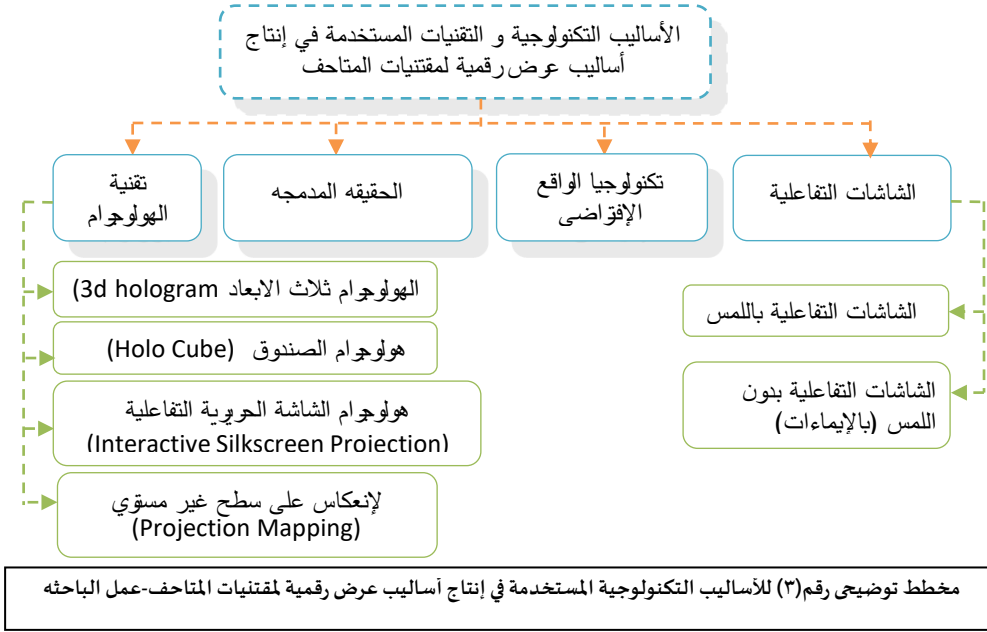 الأساليب التكنولوجية و التقنيات المستخدمة في إنتاج
أساليب عرض رقمية لمقتنيات المتاحف
الشاشات التفاعلية
تكنولوجيا الواقع
الإفتراضى
الحقيقه المدمجه
تقنية
الهولوجرام
الشاشات التفاعلية باللمس
الشاشات التفاعلية بدون
اللمس (بالإيماءات)
الهولوجرام ثلاث الابعاد 3d hologram)
هولوجرام الصندوق (Holo Cube)
هولوجرام الشاشة الحريرية التفاعلية
(Interactive Silkscreen Projection)
لإنعكاس على سطح غير مستوي
(Projection Mapping)
مخطط توضيحى رقم(٣) للأساليب التكنولوجية المستخدمة في إنتاج أساليب عرض رقمية لمقتنيات المتاحف-عمل الباحثه